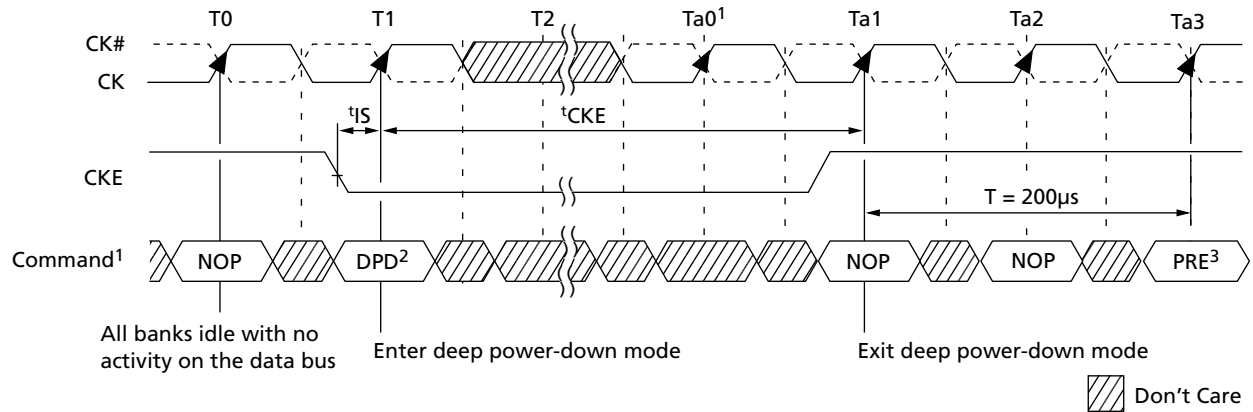 T0 T1 T2 Ta0¹ Ta1 Ta2 Ta3
CK#
CK
ᵗIS ᵗCKE
CKE
T = 200µs
Command¹ NOP DPD² NOP NOP PRE³
All banks idle with no
activity on the data bus
Enter deep power-down mode
Exit deep power-down mode
Don't Care